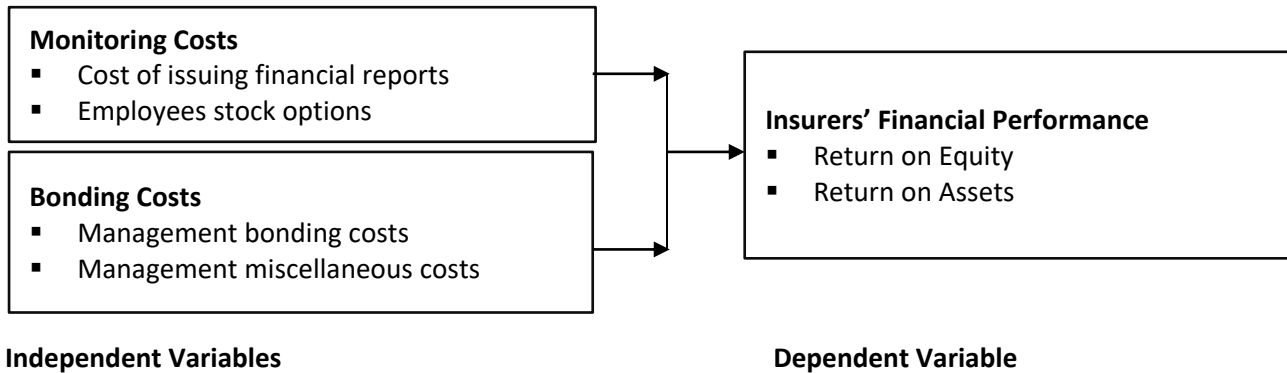 Monitoring Costs
▪ Cost of issuing financial reports
▪ Employees stock options
Bonding Costs
▪ Management bonding costs
▪ Management miscellaneous costs
Insurers’ Financial Performance
▪ Return on Equity
▪ Return on Assets
Independent Variables
Dependent Variable